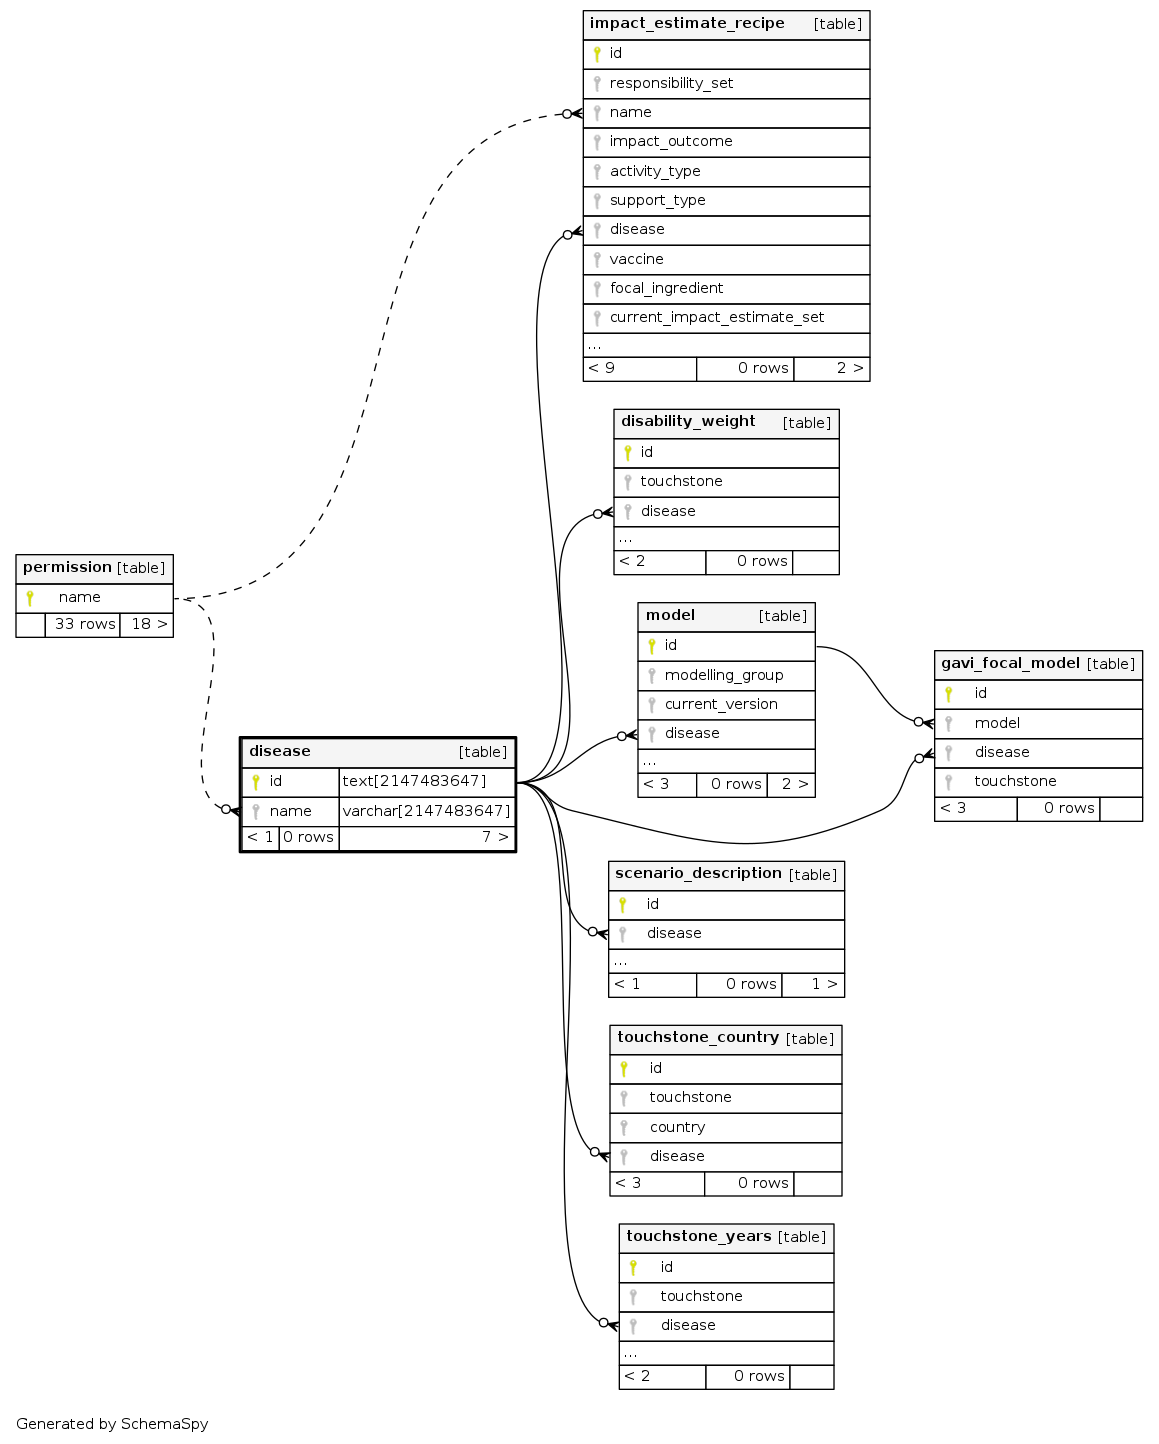 impact_estimate_recipe [table]
id
responsibility_set
name
impact_outcome
activity_type
support_type
disease
vaccine
focal_ingredient
current_impact_estimate_set
...
< 9 0 rows 2 >
disability_weight [table]
id
touchstone
disease
...
< 2 0 rows
permission [table]
name
33 rows 18 >
model [table]
id
modelling_group
current_version
disease
...
< 3 0 rows 2 >
gavi_focal_model [table]
id
model
disease
touchstone
< 3 0 rows
disease [table]
id text[2147483647]
name varchar[2147483647]
< 1 0 rows 7 >
scenario_description [table]
id
disease
...
< 1 0 rows 1 >
touchstone_country [table]
id
touchstone
country
disease
< 3 0 rows
touchstone_years [table]
id
touchstone
disease
...
< 2 0 rows
Generated by SchemaSpy